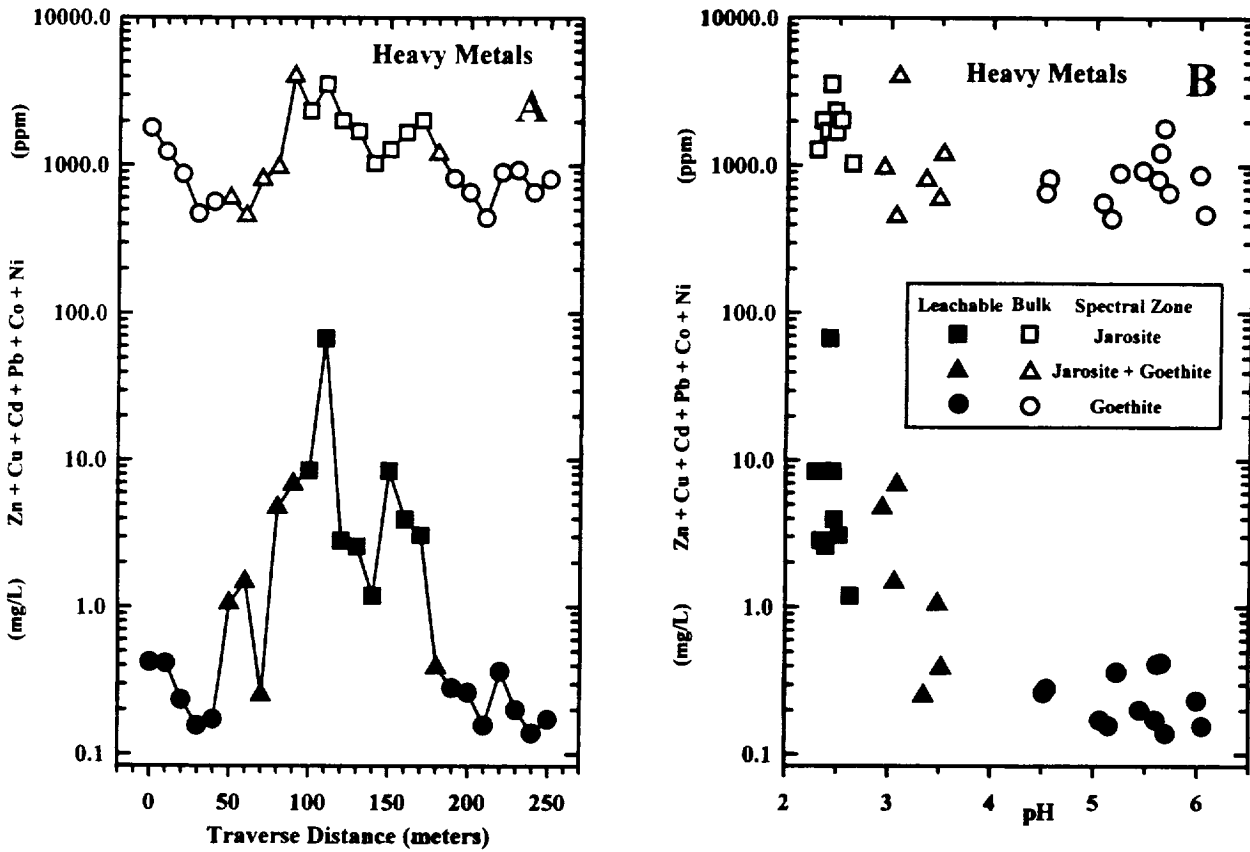 Heavy Metals
A
10000.0
1000.0
100.0
10.0
1.0
0.1
(mg/L) Zn + Cu + Cd + Pb + Co + Ni (ppm)
0 50 100 150 200 250
Traverse Distance (meters)
Heavy Metals
B
10000.0
1000.0
100.0
10.0
1.0
0.1
(mg/L) Zn + Cu + Cd + Pb + Co + Ni (ppm)
Leachable Bulk Spectral Zone
Jarosite
Jarosite + Goethite
Goethite
2 3 4 5 6
pH